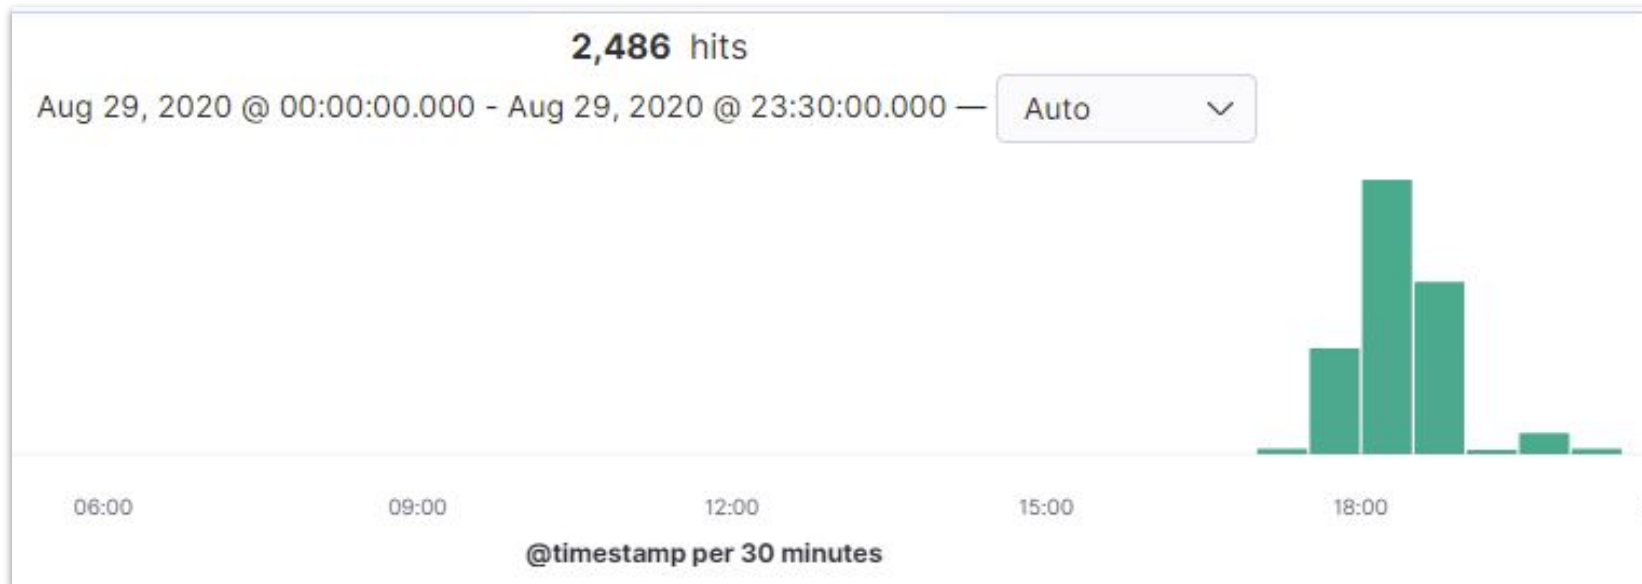 2,486 hits
Aug 29, 2020 @ 00:00:00.000 - Aug 29, 2020 @ 23:30:00.000 — Auto
06:00 09:00 12:00 15:00 18:00
@timestamp per 30 minutes